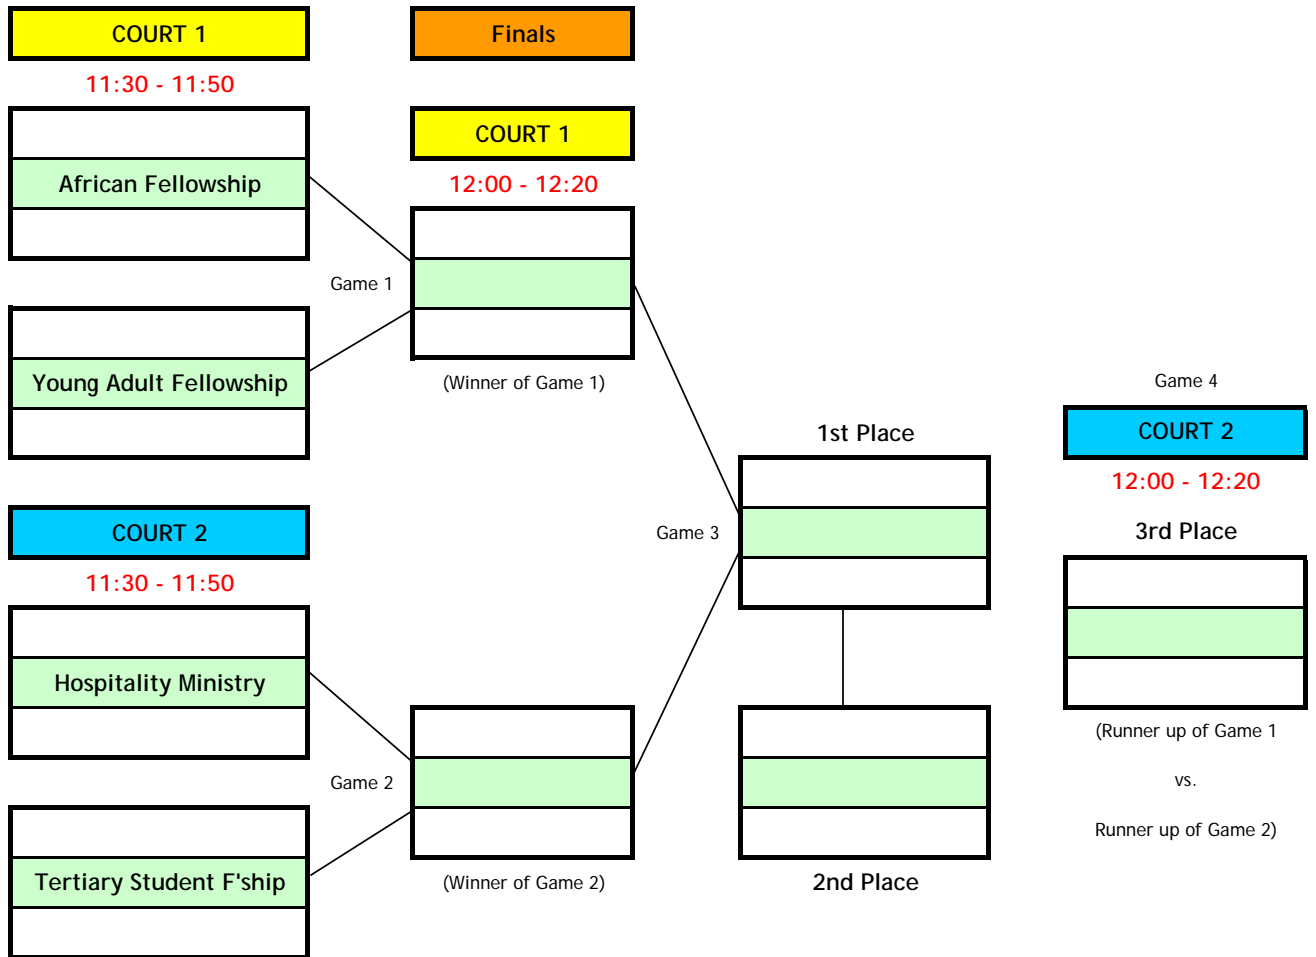 COURT 1
11:30 - 11:50
African Fellowship
Game 1
Young Adult Fellowship
COURT 2
11:30 - 11:50
Hospitality Ministry
Game 2
Tertiary Student F'ship
Finals
COURT 1
12:00 - 12:20
(Winner of Game 1)
(Winner of Game 2)
Game 3
1st Place
2nd Place
Game 4
COURT 2
12:00 - 12:20
3rd Place
(Runner up of Game 1
vs.
Runner up of Game 2)